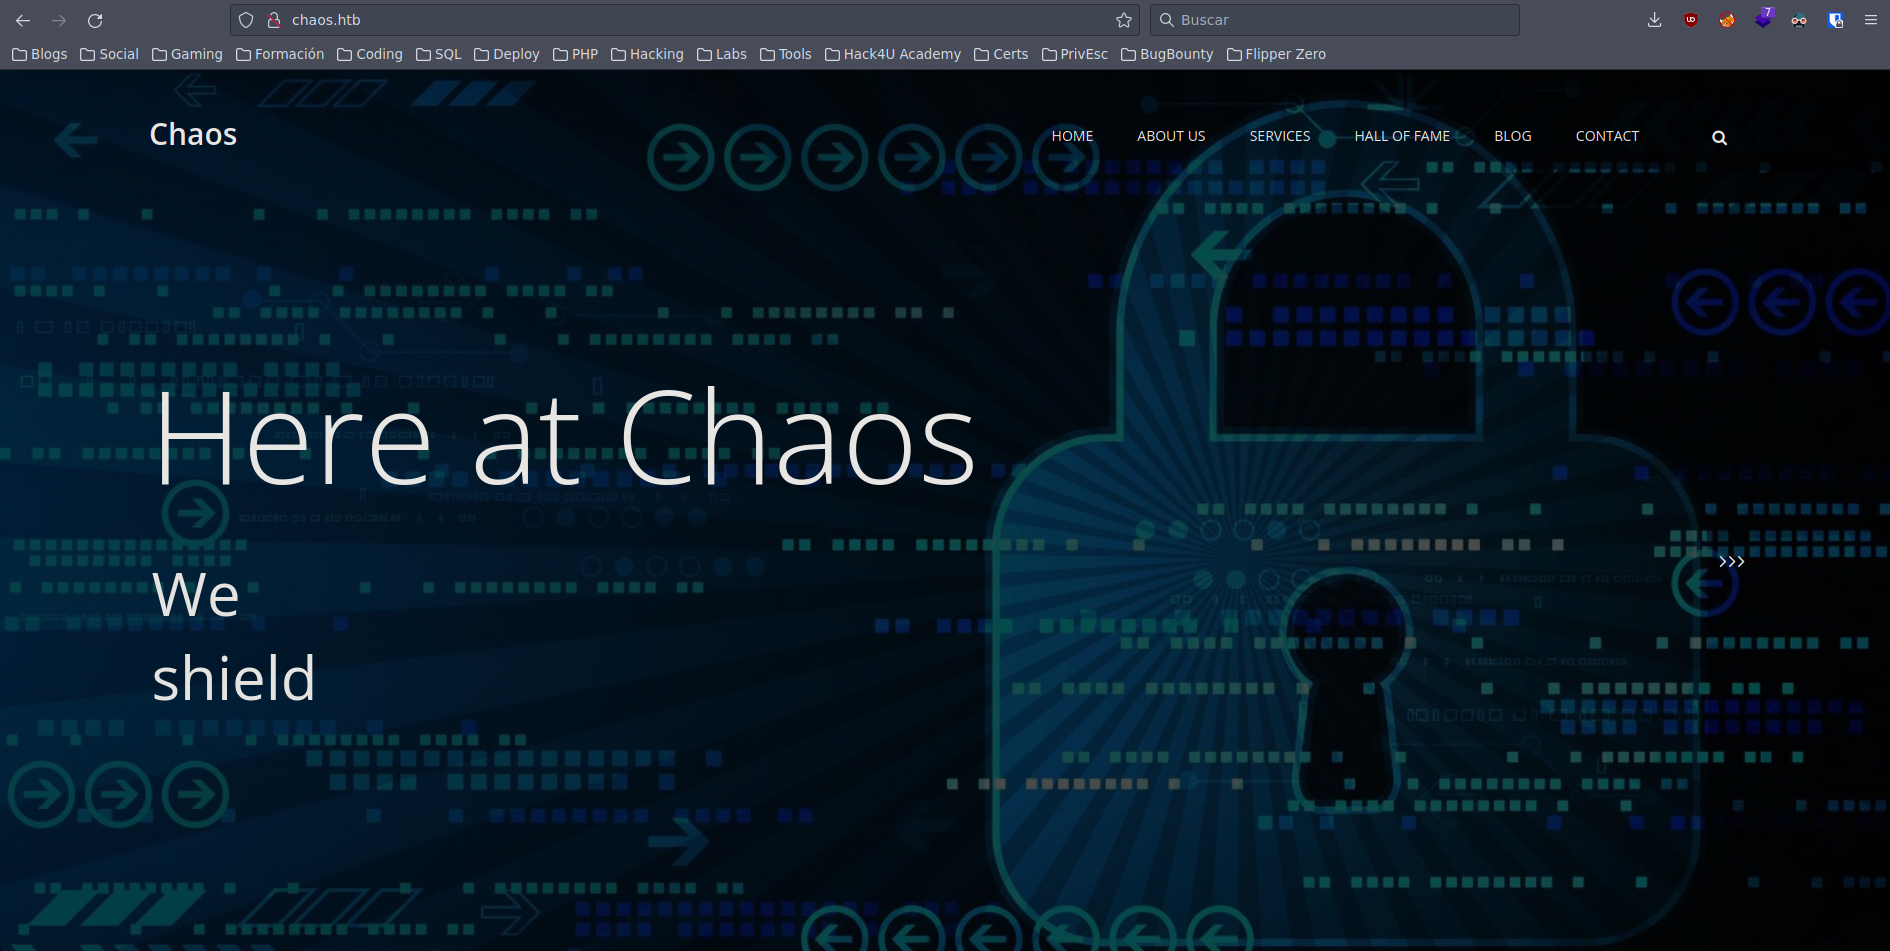 chaos.htb
Buscar
7
Blogs Social Gaming Formación Coding SQL Deploy PHP Hacking Labs Tools Hack4U Academy Certs PrivEsc BugBounty Flipper Zero
Chaos
HOME ABOUT US SERVICES HALL OF FAME BLOG CONTACT
Here at Chaos
We
shield